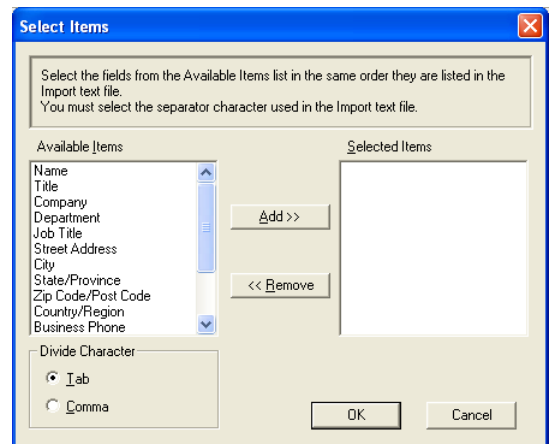 Select Items
Select the fields from the Available Items list in the same order they are listed in the
Import text file.
You must select the separator character used in the Import text file.
Available Items
Selected Items
Name
Title
Company
Department
Job Title
Street Address
City
State/Province
Zip Code/Post Code
Country/Region
Business Phone
Add >>
<< Remove
Divide Character
Tab
Comma
OK
Cancel